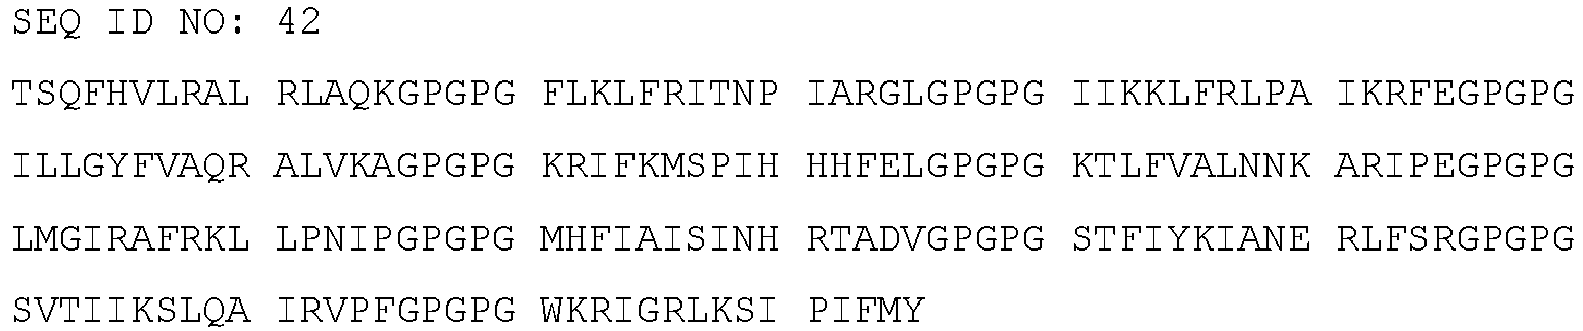 SEQ ID NO: 42
TSQFHVLRAL RLAQKGPGPG FLKLFRITNP IARGLGPGPG IIKKLFRLPA IKRFEGPGPG
ILLGYFVAQR ALVKAGPGPG KRIFKMSPIH HHFELGPGPG KTLFVALNNK ARIPEGPGPG
LMGIRAFRKL LPNIPGPGPG MHFIAISINH RTADVGPGPG STFIYKIANE RLFSRGPGPG
SVTIIKSLQA IRVPFGPGPG WKRIGRLKSI PIFMY